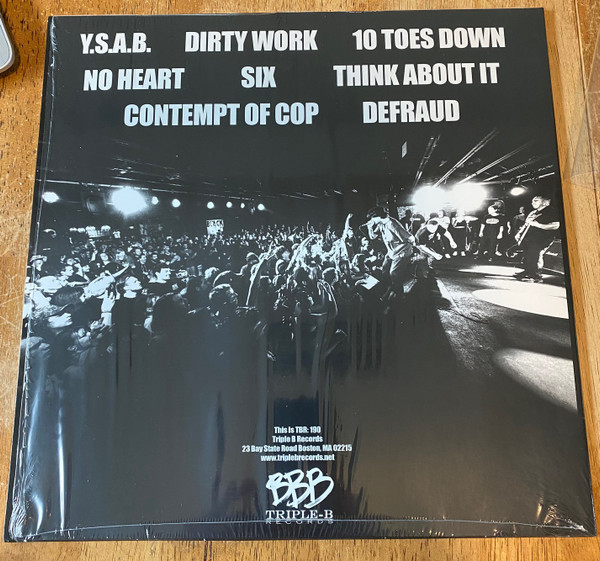 Y.S.A.B. DIRTY WORK 10 TOES DOWN
NO HEART SIX THINK ABOUT IT
CONTEMPT OF COP DEFRAUD
This Is TBR: 100
Triple B Records
23 Bay State Road Boston, MA 02215
www.triplebrecords.net
BBB
TRIPLE-B
RECORDS